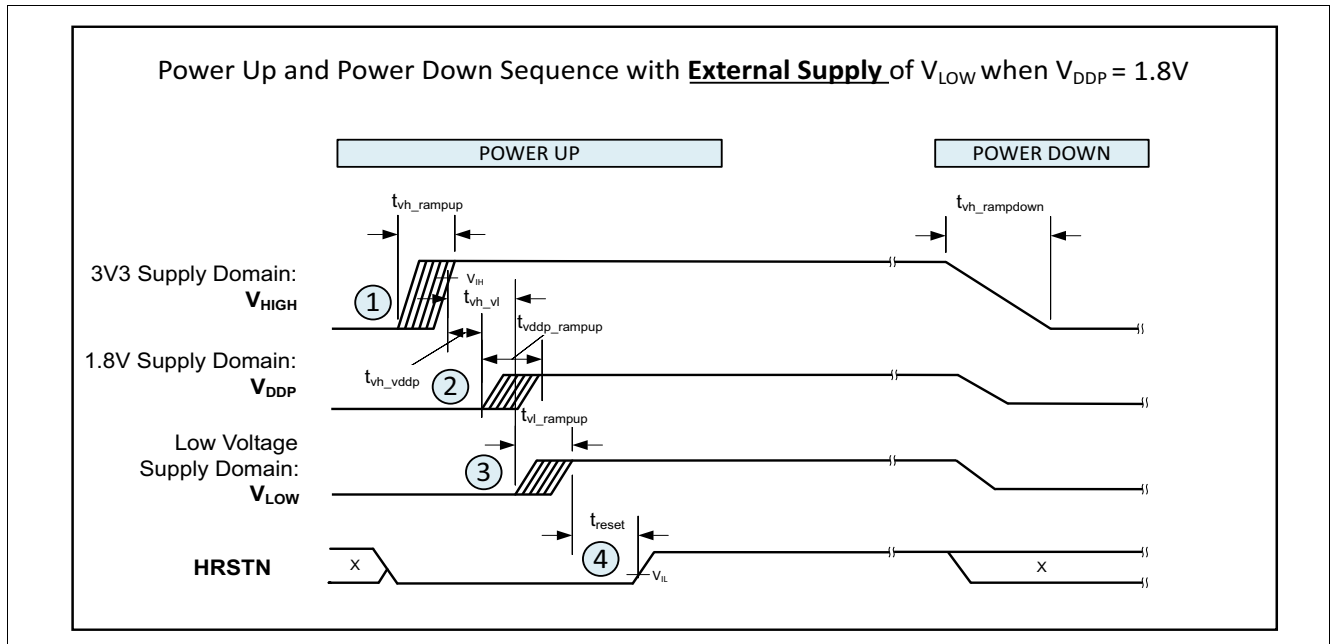 Power Up and Power Down Sequence with External Supply of VLOW when VDDP = 1.8V
POWER UP
POWER DOWN
tvh_rampup
tvh_rampdown
3V3 Supply Domain:
VHIGH
1
VIH
tvh_vl
tvddp_rampup
1.8V Supply Domain:
VDDP
tvh_vddp
2
tvl_rampup
Low Voltage
Supply Domain:
VLOW
3
treset
HRSTN
X
4
VIL
X